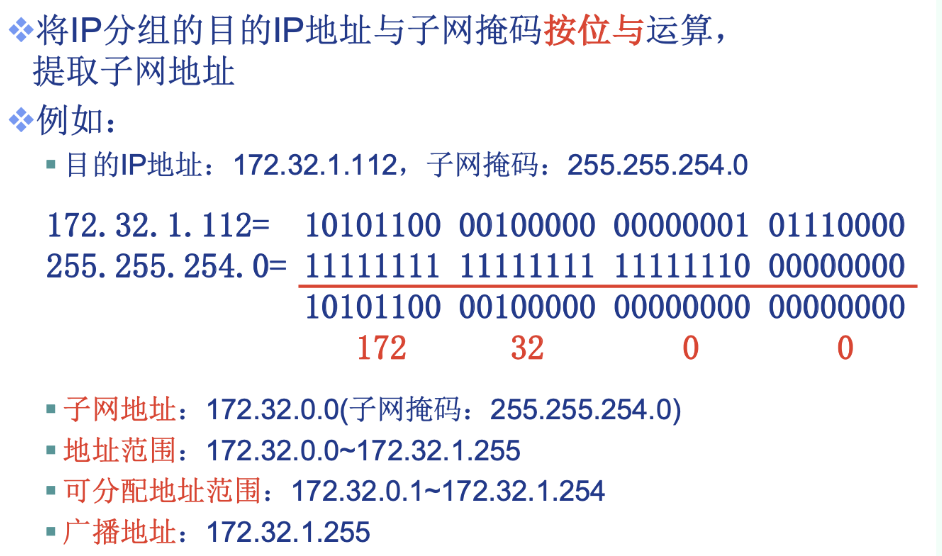 ❖将IP分组的目的IP地址与子网掩码按位与运算，
提取子网地址
❖例如：
▪目的IP地址：172.32.1.112，子网掩码：255.255.254.0
172.32.1.112= 10101100 00100000 00000001 01110000
255.255.254.0= 11111111 11111111 11111110 00000000
10101100 00100000 00000000 00000000
172 32 0 0
▪子网地址：172.32.0.0(子网掩码：255.255.254.0)
▪地址范围：172.32.0.0~172.32.1.255
▪可分配地址范围：172.32.0.1~172.32.1.254
▪广播地址：172.32.1.255